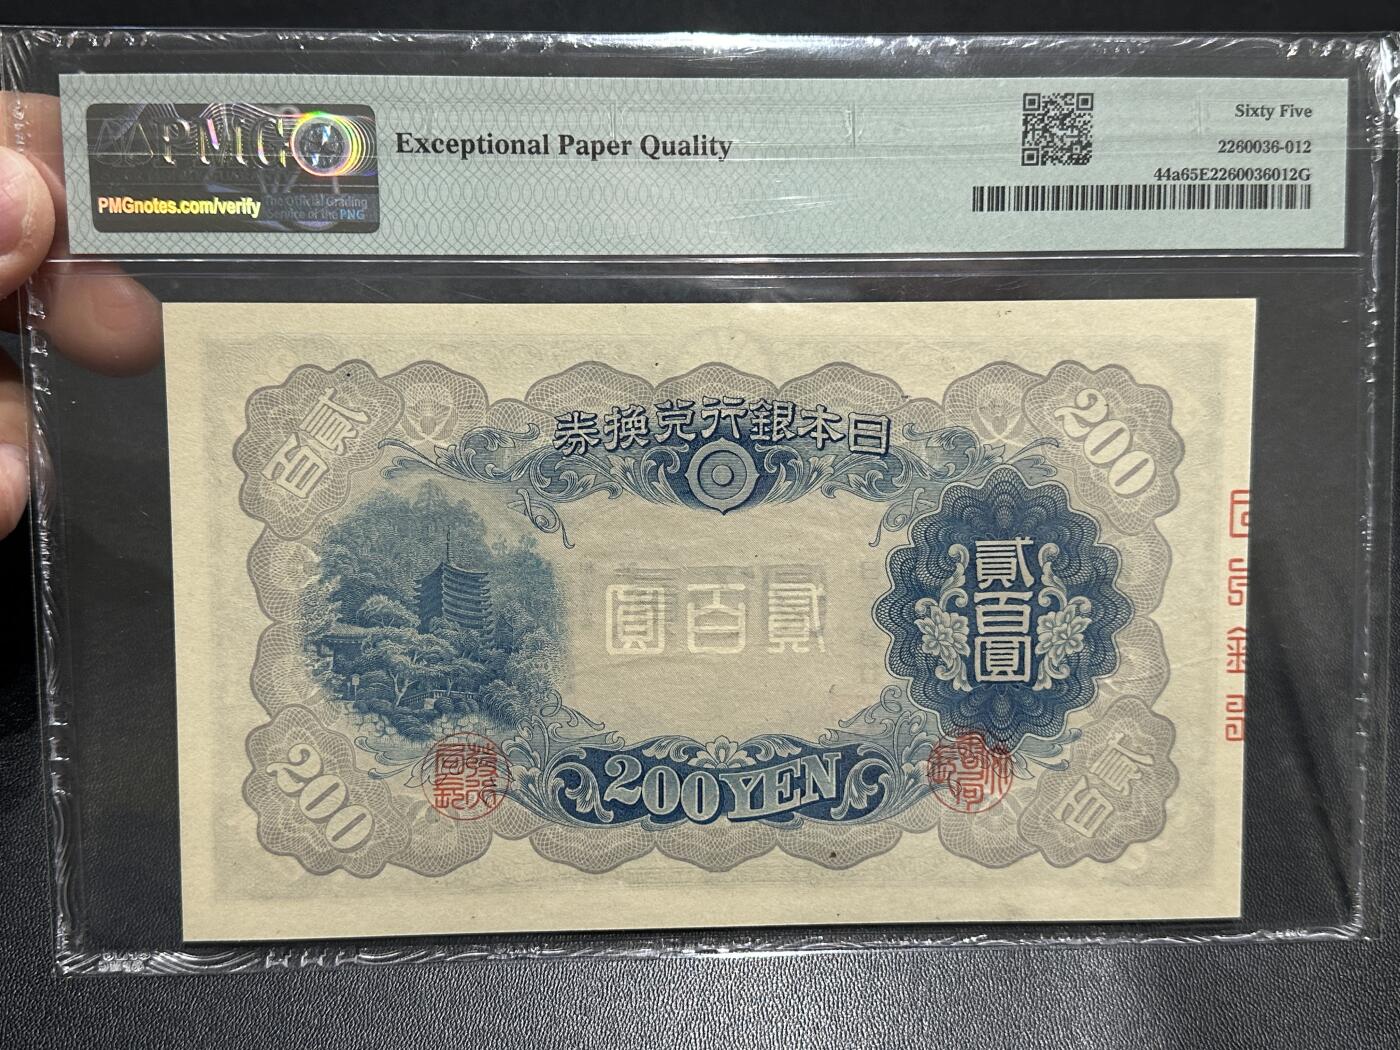 PMG
PMGnotes.com/verify
The Official Grading
Service of the PNG
Exceptional Paper Quality
Sixty Five
2260036-012
44a65E2260036012G
貳百
200
券換兌行銀本日
貳百圓
圓百貳
200
200YEN
貳百